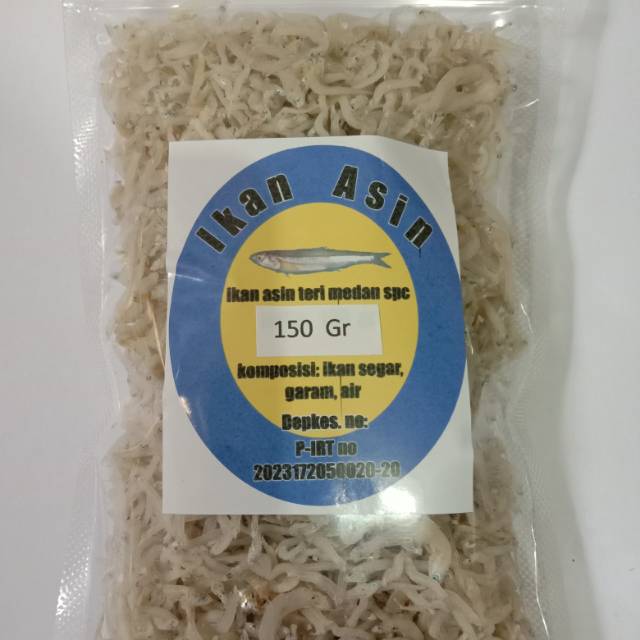 Ikan Asin
ikan asin teri medan spc
150 Gr
komposisi: ikan segar,
garam, air
Depkes. no:
P-IRT no
2023172050020-20